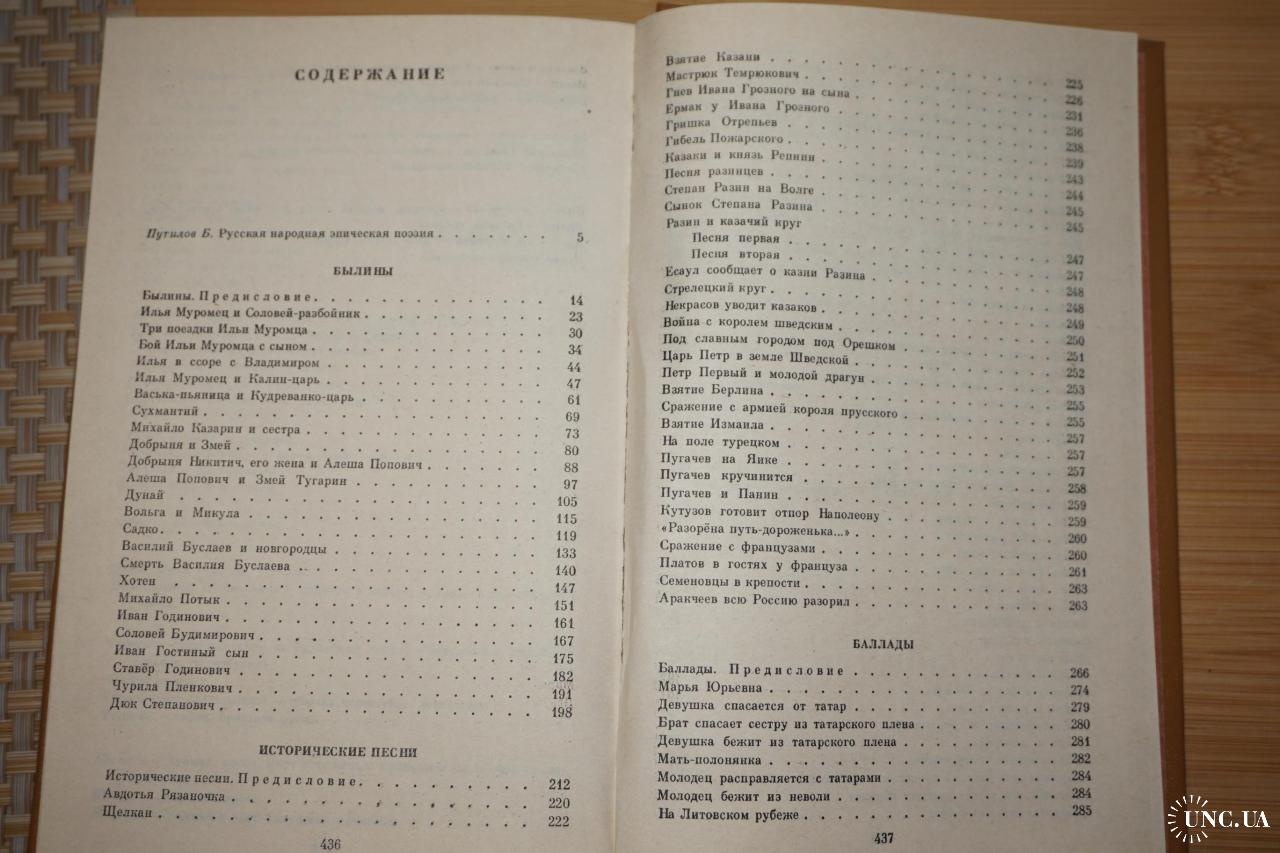 СОДЕРЖАНИЕ
Путилов Б. Русская народная эпическая поэзия . . . . . . . 5
БЫЛИНЫ
Былины. Предисловие . . . . . . . 14
Илья Муромец и Соловей-разбойник . . . . . . . 23
Три поездки Ильи Муромца . . . . . . . 30
Бой Ильи Муромца с сыном . . . . . . . 34
Илья в ссоре с Владимиром . . . . . . . 44
Илья Муромец и Калин-царь . . . . . . . 47
Васька-пьяница и Кудреванко-царь . . . . . . . 61
Сухмантий . . . . . . . 69
Михайло Казарин и сестра . . . . . . . 73
Добрыня и Змей . . . . . . . 80
Добрыня Никитич, его жена и Алеша Попович . . . . . . . 88
Алеша Попович и Змей Тугарин . . . . . . . 97
Дунай . . . . . . . 105
Вольга и Микула . . . . . . . 115
Садко . . . . . . . 119
Василий Буслаев и новгородцы . . . . . . . 133
Смерть Василия Буслаева . . . . . . . 140
Хотен . . . . . . . 147
Михайло Потык . . . . . . . 151
Иван Годинович . . . . . . . 161
Соловей Будимирович . . . . . . . 167
Иван Гостиный сын . . . . . . . 175
Ставёр Годинович . . . . . . . 182
Чурила Пленкович . . . . . . . 191
Дюк Степанович . . . . . . . 198
ИСТОРИЧЕСКИЕ ПЕСНИ
Исторические песни. Предисловие . . . . . . . 212
Авдотья Рязаночка . . . . . . . 220
Щелкан . . . . . . . 222
436
Взятие Казани . . . . . . . 225
Мастрюк Темрюкович . . . . . . . 226
Гнев Ивана Грозного на сына . . . . . . . 231
Ермак у Ивана Грозного . . . . . . . 236
Гришка Отрепьев . . . . . . . 238
Гибель Пожарского . . . . . . . 239
Казаки и князь Репнин . . . . . . . 243
Песня разинцев . . . . . . . 244
Степан Разин на Волге . . . . . . . 245
Сынок Степана Разина . . . . . . . 245
Разин и казачий круг
Песня первая . . . . . . . 247
Песня вторая . . . . . . . 247
Есаул сообщает о казни Разина . . . . . . . 248
Стрелецкий круг . . . . . . . 248
Некрасов уводит казаков . . . . . . . 249
Война с королем шведским . . . . . . . 250
Под славным городом под Орешком . . . . . . . 251
Царь Петр в земле Шведской . . . . . . . 252
Петр Первый и молодой драгун . . . . . . . 253
Взятие Берлина . . . . . . . 255
Сражение с армией короля прусского . . . . . . . 255
Взятие Измаила . . . . . . . 257
На поле турецком . . . . . . . 257
Пугачев на Яике . . . . . . . 257
Пугачев кручинится . . . . . . . 258
Пугачев и Панин . . . . . . . 259
Кутузов готовит отпор Наполеону . . . . . . . 259
«Разорёна путь-дороженька...» . . . . . . . 260
Сражение с французами . . . . . . . 260
Платов в гостях у француза . . . . . . . 261
Семеновцы в крепости . . . . . . . 263
Аракчеев всю Россию разорил . . . . . . . 263
БАЛЛАДЫ
Баллады. Предисловие . . . . . . . 266
Марья Юрьевна . . . . . . . 274
Девушка спасается от татар . . . . . . . 279
Брат спасает сестру из татарского плена . . . . . . . 280
Девушка бежит из татарского плена . . . . . . . 281
Мать-полонянка . . . . . . . 282
Молодец расправляется с татарами . . . . . . . 284
Молодец бежит из неволи . . . . . . . 284
На Литовском рубеже . . . . . . . 285
437
UNC.UA